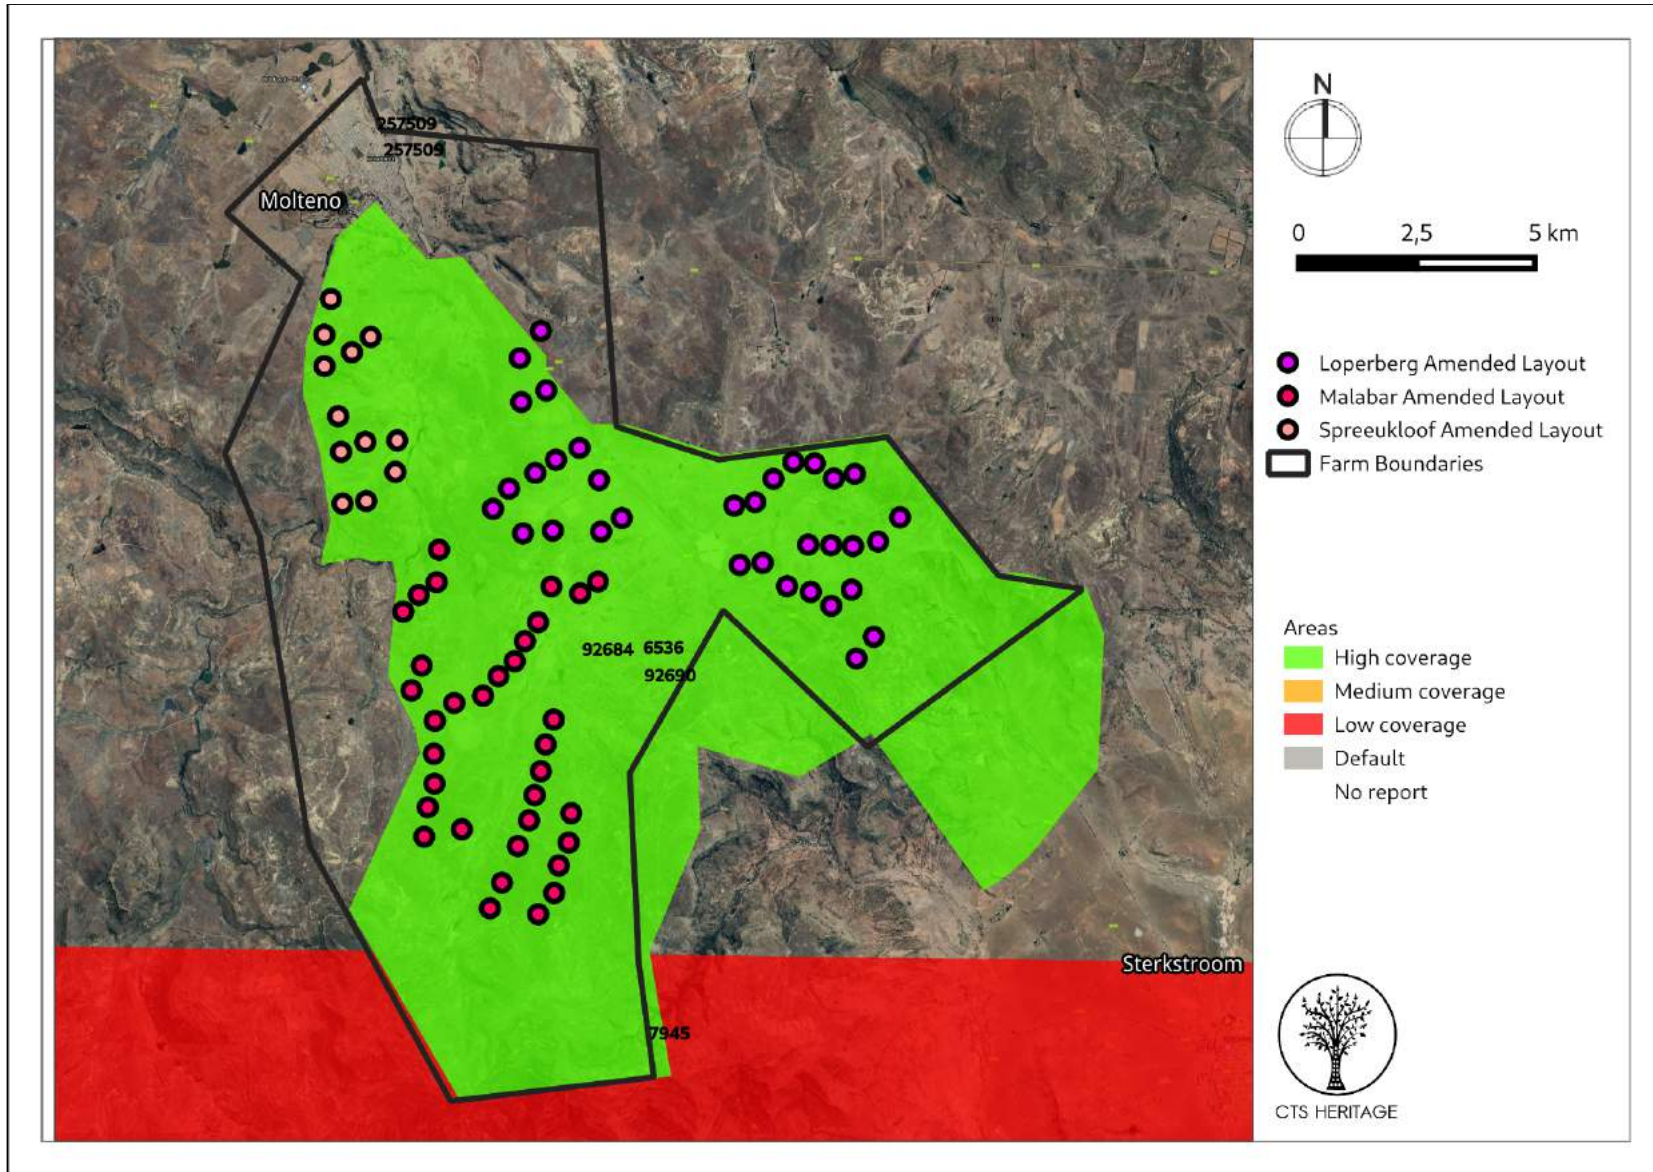 257509
257509
Molteno
92684 6536
92690
Sterkstroom
7945
N
0 2,5 5 km
Loperberg Amended Layout
Malabar Amended Layout
Spreeukloof Amended Layout
Farm Boundaries
Areas
High coverage
Medium coverage
Low coverage
Default
No report
CTS HERITAGE